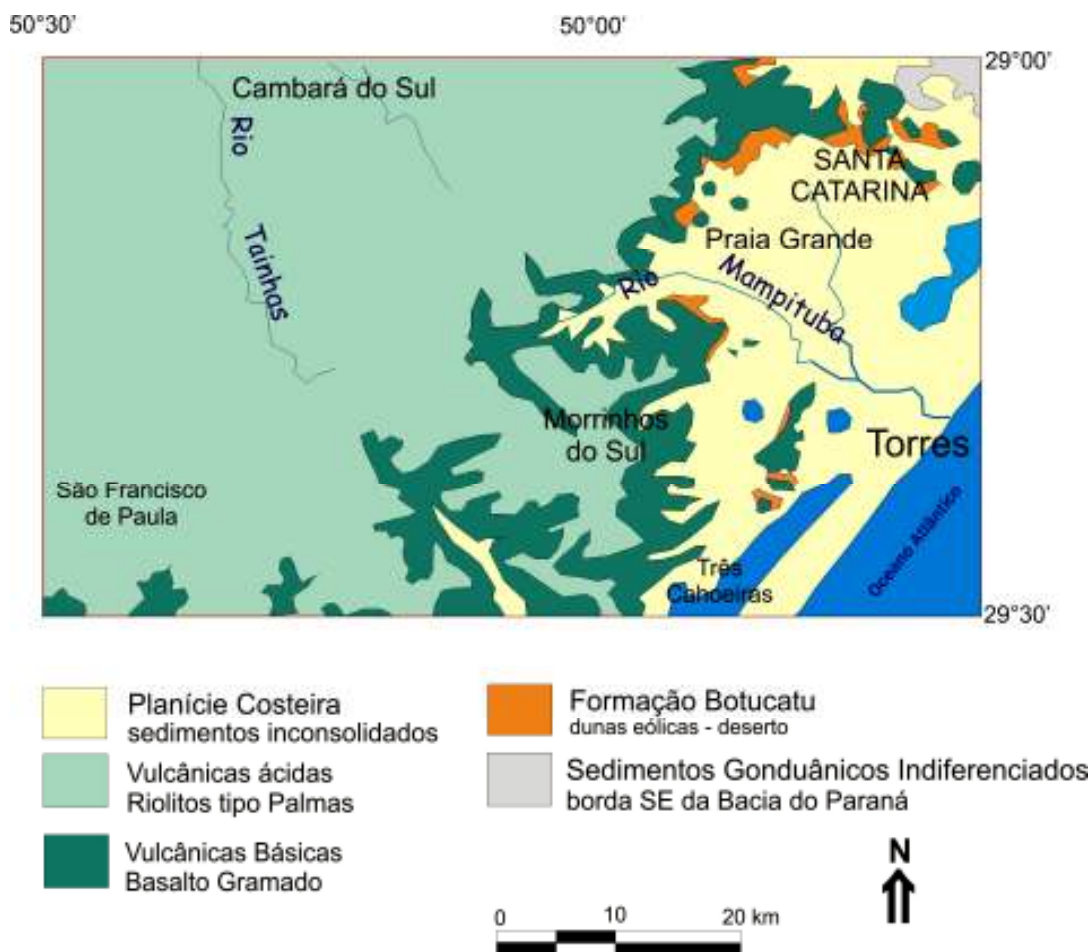 50°30'
50°00'
29°00'
Cambará do Sul
Rio
Tainhas
SANTA
CATARINA
Praia Grande
Rio
Mampituba
Morrinhos
do Sul
Torres
São Francisco
de Paula
Oceano Atlântico
Três
Cahoeiras
29°30'
Planície Costeira
sedimentos inconsolidados
Vulcânicas ácidas
Riolitos tipo Palmas
Vulcânicas Básicas
Basalto Gramado
Formação Botucatu
dunas eólicas - deserto
Sedimentos Gonduânicos Indiferenciados
borda SE da Bacia do Paraná
N
0 10 20 km